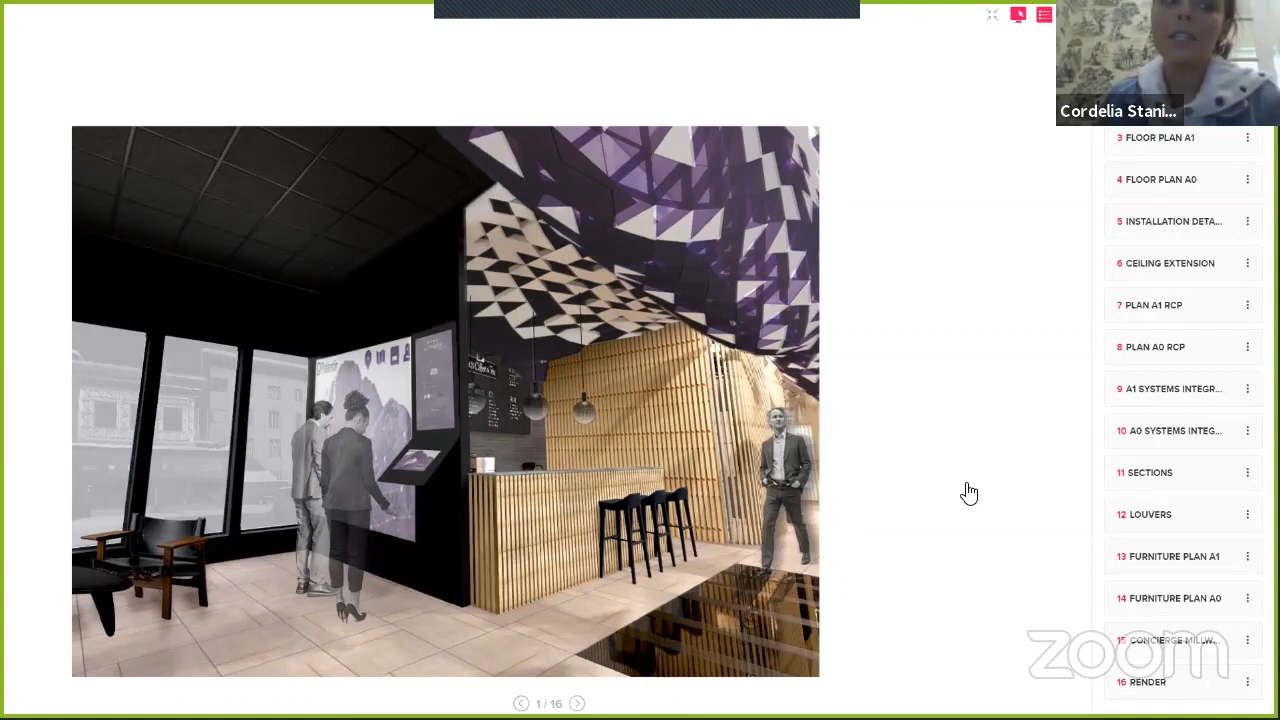 Cordelia Stani...
3 FLOOR PLAN A1
4 FLOOR PLAN A0
5 INSTALLATION DETA...
6 CEILING EXTENSION
7 PLAN A1 RCP
8 PLAN A0 RCP
9 A1 SYSTEMS INTEGR...
10 A0 SYSTEMS INTEG...
11 SECTIONS
12 LOUVERS
13 FURNITURE PLAN A1
14 FURNITURE PLAN A0
15 CONCIERGE MILLW...
16 RENDER
zoom
1 / 16